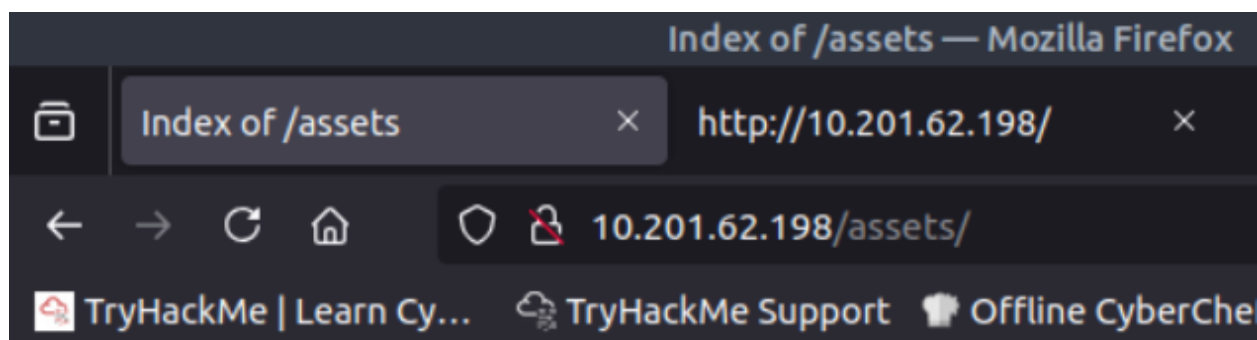 Index of /assets — Mozilla Firefox
Index of /assets × http://10.201.62.198/ ×
10.201.62.198/assets/
TryHackMe | Learn Cy... TryHackMe Support Offline CyberChe